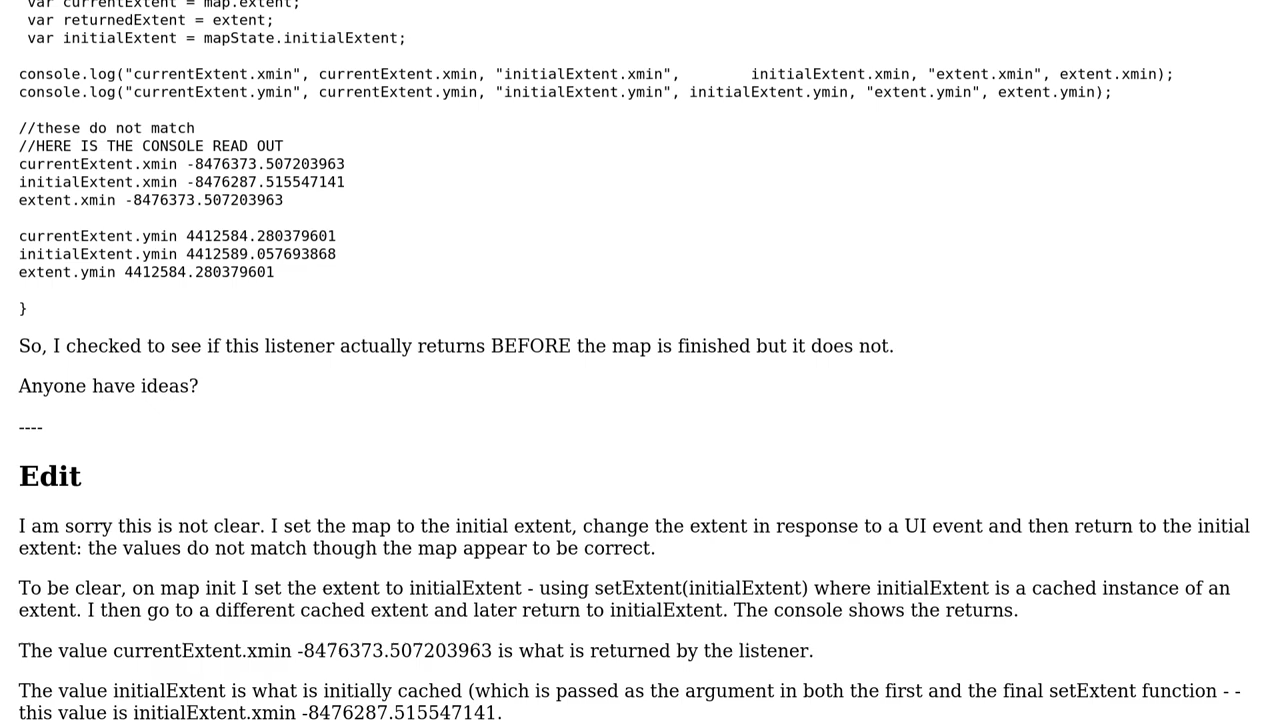 var currentExtent = map.extent;
var returnedExtent = extent;
var initialExtent = mapState.initialExtent;
console.log("currentExtent.xmin", currentExtent.xmin, "initialExtent.xmin", initialExtent.xmin, "extent.xmin", extent.xmin);
console.log("currentExtent.ymin", currentExtent.ymin, "initialExtent.ymin", initialExtent.ymin, "extent.ymin", extent.ymin);
//these do not match
//HERE IS THE CONSOLE READ OUT
currentExtent.xmin -8476373.507203963
initialExtent.xmin -8476287.515547141
extent.xmin -8476373.507203963
currentExtent.ymin 4412584.280379601
initialExtent.ymin 4412589.057693868
extent.ymin 4412584.280379601
}
So, I checked to see if this listener actually returns BEFORE the map is finished but it does not.
Anyone have ideas?
----
Edit
I am sorry this is not clear. I set the map to the initial extent, change the extent in response to a UI event and then return to the initial
extent: the values do not match though the map appear to be correct.
To be clear, on map init I set the extent to initialExtent - using setExtent(initialExtent) where initialExtent is a cached instance of an
extent. I then go to a different cached extent and later return to initialExtent. The console shows the returns.
The value currentExtent.xmin -8476373.507203963 is what is returned by the listener.
The value initialExtent is what is initially cached (which is passed as the argument in both the first and the final setExtent function - -
this value is initialExtent.xmin -8476287.515547141.